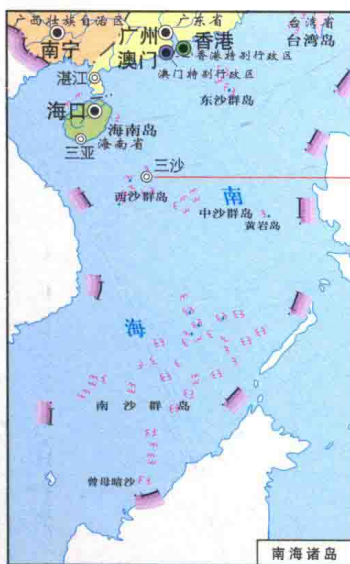 广西壮族自治区
广东省
台湾省
南宁
广州
香港
台湾岛
澳门
香港特别行政区
湛江
澳门特别行政区
东沙群岛
海口
海南岛
三亚
海南省
三沙
西沙群岛
南
中沙群岛
黄岩岛
海
南沙群岛
曾母暗沙
南海诸岛